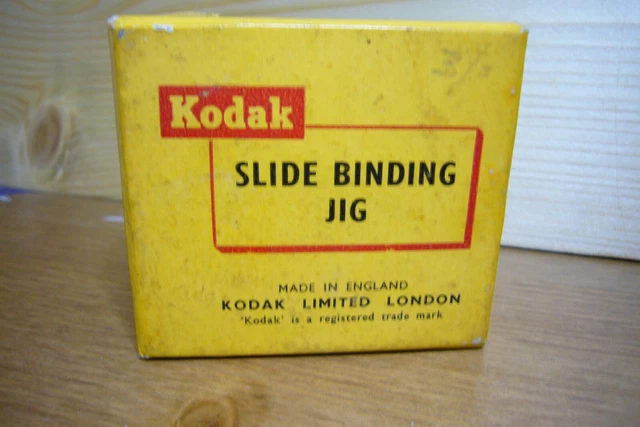 Kodak
SLIDE BINDING
JIG
MADE IN ENGLAND
KODAK LIMITED LONDON
'Kodak' is a registered trade mark